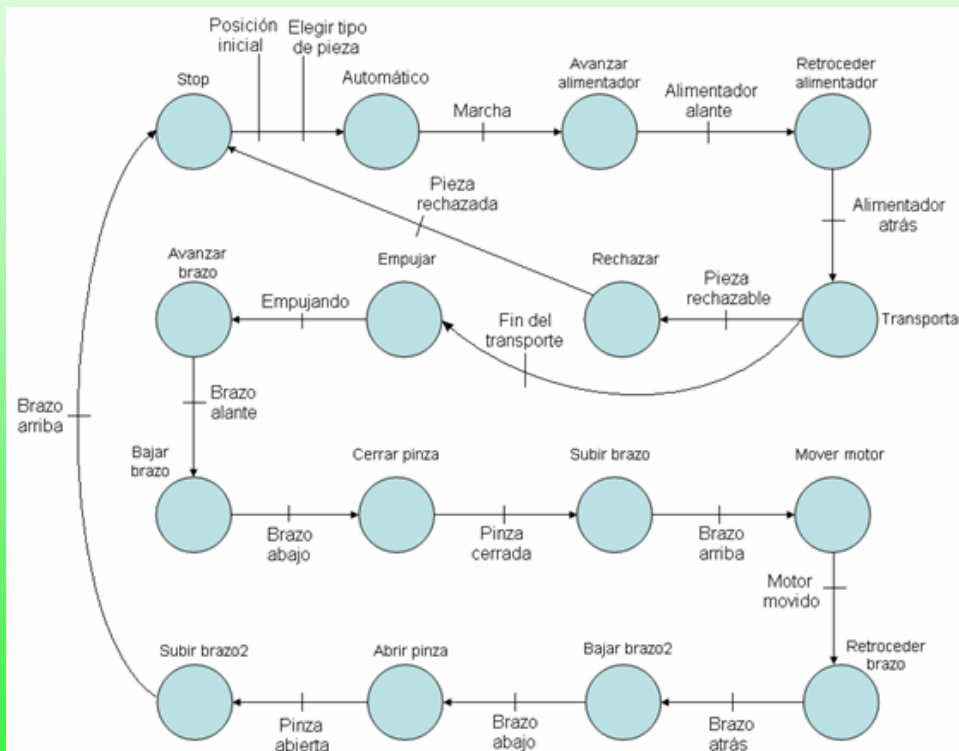 Posición
inicial
Elegir tipo
de pieza
Stop
Automático
Avanzar
alimentador
Retroceder
alimentador
Marcha
Alimentador
alante
Pieza
rechazada
Alimentador
atrás
Avanzar
brazo
Empujar
Rechazar
Pieza
rechazable
Empujando
Fin del
transporte
Transportar
Brazo
arriba
Brazo
alante
Bajar
brazo
Cerrar pinza
Subir brazo
Mover motor
Brazo
abajo
Pinza
cerrada
Brazo
arriba
Motor
movido
Subir brazo2
Abrir pinza
Bajar brazo2
Retroceder
brazo
Pinza
abierta
Brazo
abajo
Brazo
atrás